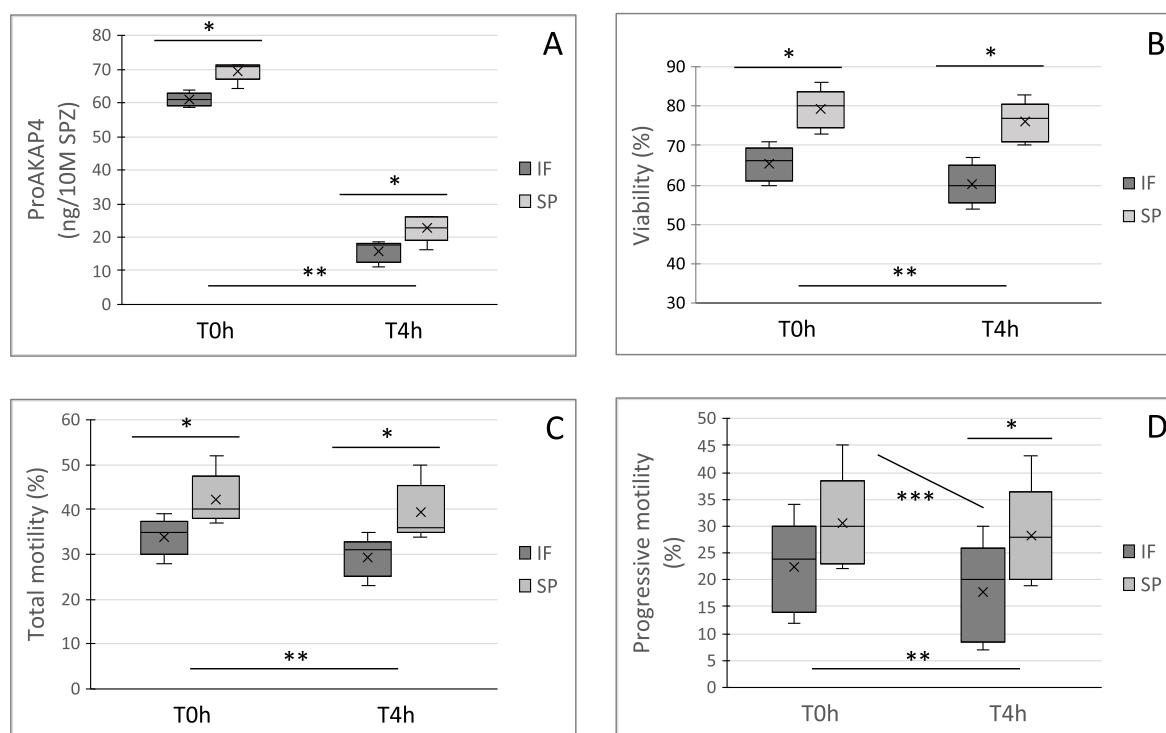 A
ProAKAP4
(ng/10M SPZ)
80
70
60
50
40
30
20
10
0
*
*
**
T0h
T4h
IF
SP
B
Viability (%)
90
80
70
60
50
40
30
*
*
**
T0h
T4h
IF
SP
C
Total motility (%)
60
50
40
30
20
10
0
*
*
**
T0h
T4h
IF
SP
D
Progressive motility
(%)
50
45
40
35
30
25
20
15
10
5
0
*
***
**
T0h
T4h
IF
SP